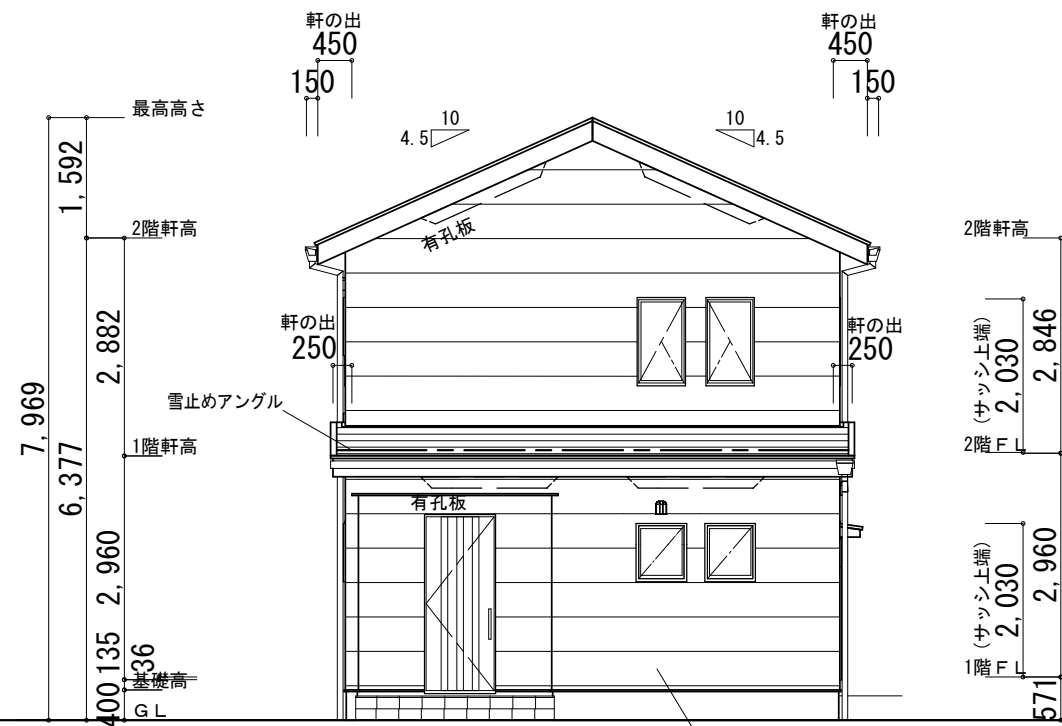 軒の出
450
150
軒の出
450
150
最高高さ
10
4.5
10
4.5
1,592
2階軒高
2階軒高
有孔板
軒の出
250
軒の出
250
2,882
(サッシ上端)
2,030
2,846
7,969
雪止めアングル
6,377
1階軒高
2階FL
有孔板
2,960
(サッシ上端)
2,030
2,960
135
36
基礎高
1階FL
400
GL
571